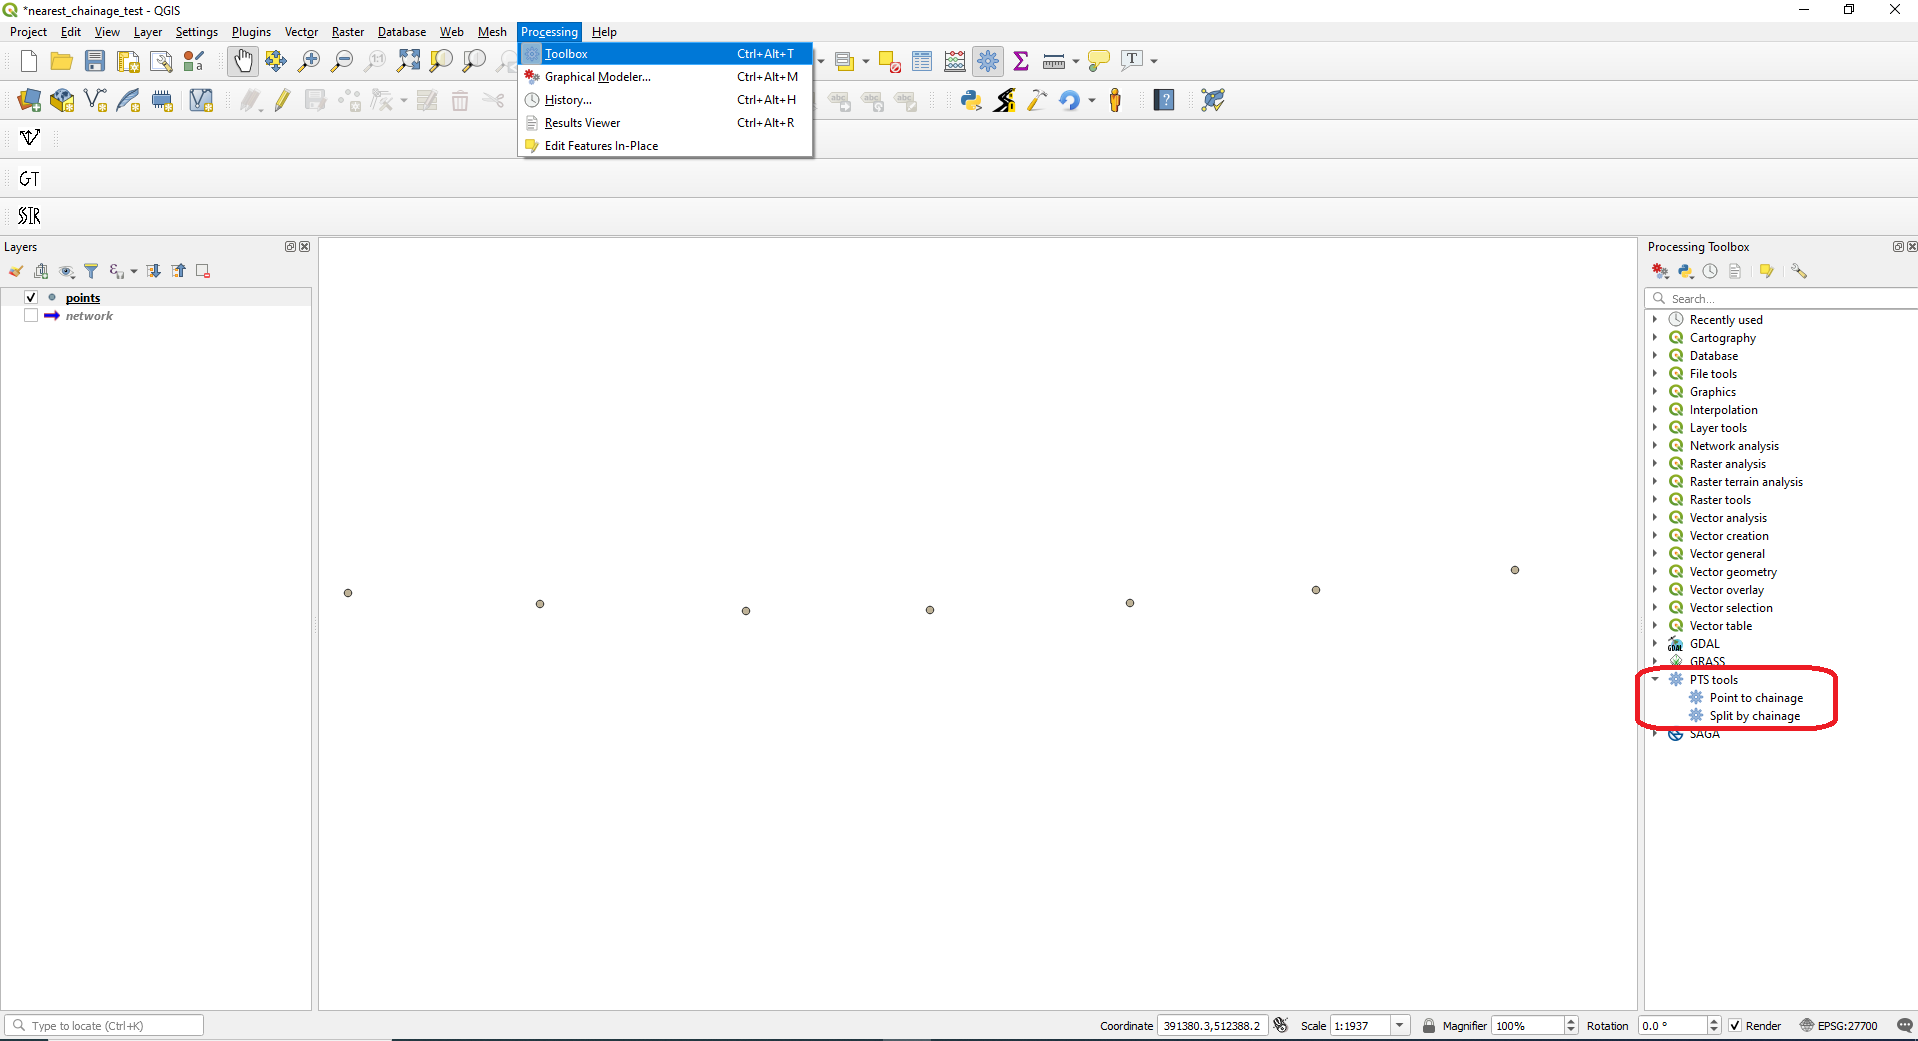 *nearest_chainage_test - QGIS
Project Edit View Layer Settings Plugins Vector Raster Database Web Mesh Processing Help
Toolbox Ctrl+Alt+T
Graphical Modeler... Ctrl+Alt+M
History... Ctrl+Alt+H
Results Viewer Ctrl+Alt+R
Edit Features In-Place
GT
SIR
Layers
points
network
Processing Toolbox
Search...
Recently used
Cartography
Database
File tools
Graphics
Interpolation
Layer tools
Network analysis
Raster analysis
Raster terrain analysis
Raster tools
Vector analysis
Vector creation
Vector general
Vector geometry
Vector overlay
Vector selection
Vector table
GDAL
GRASS
PTS tools
Point to chainage
Split by chainage
SAGA
Type to locate (Ctrl+K)
Coordinate 391380.3,512388.2 Scale 1:1937 Magnifier 100% Rotation 0.0 ° Render EPSG:27700